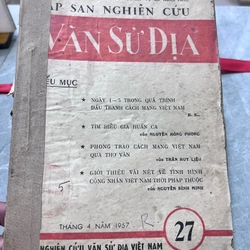 TẬP SAN NGHIÊN CỨU
VĂN SỬ ĐỊA
MỤC
★ NGÀY 1-5 TRONG QUÁ TRÌNH
ĐẤU TRANH CÁCH MẠNG VIỆT NAM
★ TÌM HIỂU GIA HUẤN CA
của NGUYỄN HỒNG PHONG
★ PHONG TRÀO CÁCH MẠNG VIỆT NAM
QUA THƠ VĂN
của TRẦN HUY LIỆU
★ GIỚI THIỆU VÀI NÉT VỀ TÌNH HÌNH
CÔNG NHÂN VIỆT NAM THỜI PHÁP THUỘC
của NGUYỄN BÌNH MINH
5
THÁNG 4 NĂM 1957
27
NGHIÊN CỨU VĂN SỬ ĐỊA VIỆT NAM